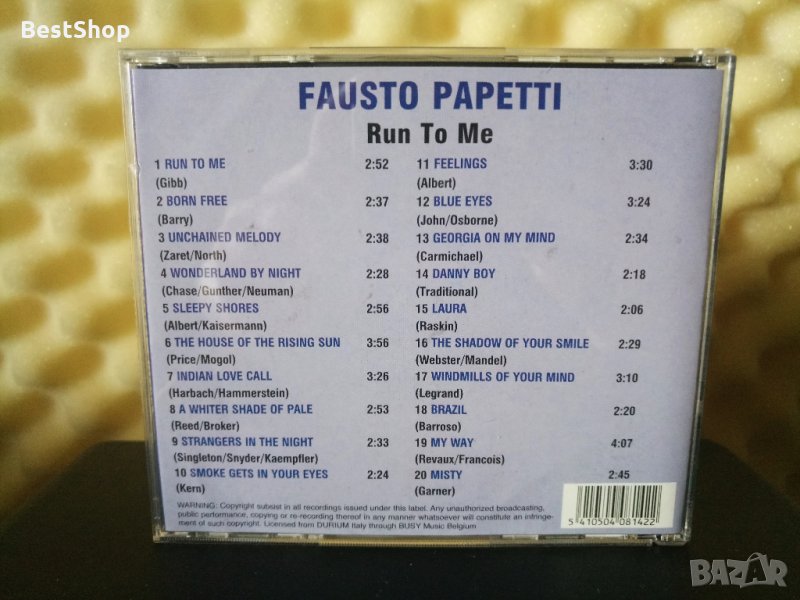 BestShop
FAUSTO PAPETTI
Run To Me
1 RUN TO ME 2:52
(Gibb)
2 BORN FREE 2:37
(Barry)
3 UNCHAINED MELODY 2:38
(Zaret/North)
4 WONDERLAND BY NIGHT 2:28
(Chase/Gunther/Neuman)
5 SLEEPY SHORES 2:56
(Albert/Kaisermann)
6 THE HOUSE OF THE RISING SUN 3:56
(Price/Mogol)
7 INDIAN LOVE CALL 3:26
(Harbach/Hammerstein)
8 A WHITER SHADE OF PALE 2:53
(Reed/Broker)
9 STRANGERS IN THE NIGHT 2:33
(Singleton/Snyder/Kaempfler)
10 SMOKE GETS IN YOUR EYES 2:24
(Kern)
11 FEELINGS 3:30
(Albert)
12 BLUE EYES 3:24
(John/Osborne)
13 GEORGIA ON MY MIND 2:34
(Carmichael)
14 DANNY BOY 2:18
(Traditional)
15 LAURA 2:06
(Raskin)
16 THE SHADOW OF YOUR SMILE 2:29
(Webster/Mandel)
17 WINDMILLS OF YOUR MIND 3:10
(Legrand)
18 BRAZIL 2:20
(Barroso)
19 MY WAY 4:07
(Revaux/Francois)
20 MISTY 2:45
(Garner)
WARNING: Copyright subsist in all recordings issued under this label. Any unauthorized broadcasting,
public performance, copying or re-recording thereof in any manner whatsoever will constitute an infringe-
ment of such copyright. Licensed from DURIUM Italy through BUSY Music Belgium
5 410504 081422
BAZAR